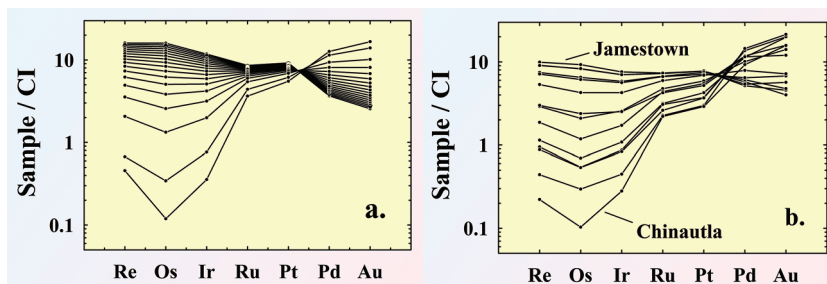 Sample / CI
10
1
0.1
a.
Re Os Ir Ru Pt Pd Au
Sample / CI
100
10
1
0.1
Jamestown
Chinautla
b.
Re Os Ir Ru Pt Pd Au